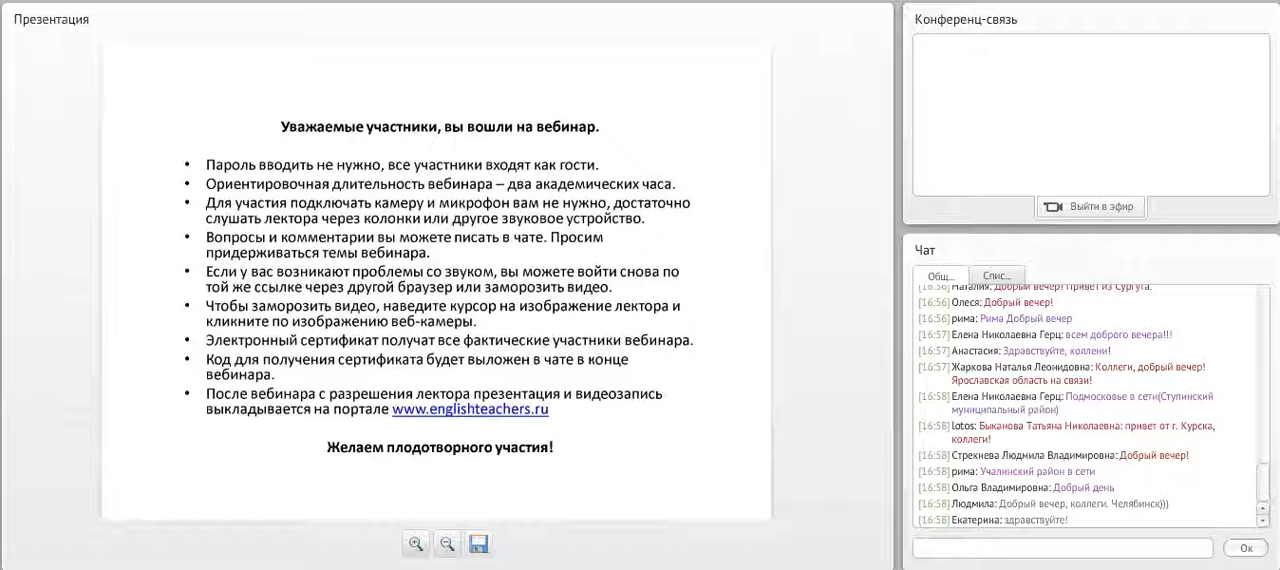 Презентация
Уважаемые участники, вы вошли на вебинар.
• Пароль вводить не нужно, все участники входят как гости.
• Ориентировочная длительность вебинара – два академических часа.
• Для участия подключать камеру и микрофон вам не нужно, достаточно
слушать лектора через колонки или другое звуковое устройство.
• Вопросы и комментарии вы можете писать в чате. Просим
придерживаться темы вебинара.
• Если у вас возникают проблемы со звуком, вы можете войти снова по
той же ссылке через другой браузер или заморозить видео.
• Чтобы заморозить видео, наведите курсор на изображение лектора и
кликните по изображению веб-камеры.
• Электронный сертификат получат все фактические участники вебинара.
• Код для получения сертификата будет выложен в чате в конце
вебинара.
• После вебинара с разрешения лектора презентация и видеозапись
выкладывается на портале www.englishteachers.ru
Желаем плодотворного участия!
Конференц-связь
Выйти в эфир
Чат
Общ... Спис...
[16:56] Наталия: Добрый вечер! Привет из Сургута.
[16:56] Олеся: Добрый вечер!
[16:56] рима: Рима Добрый вечер
[16:57] Елена Николаевна Герц: всем доброго вечера!!!
[16:57] Анастасия: Здравствуйте, коллени!
[16:57] Жаркова Наталья Леонидовна: Коллеги, добрый вечер!
Ярославская область на связи!
[16:58] Елена Николаевна Герц: Подмосковье в сети(Ступинский
муниципальный район)
[16:58] lotos: Быканова Татьяна Николаевна: привет от г. Курска,
коллеги!
[16:58] Стрекнева Людмила Владимировна: Добрый вечер!
[16:58] рима: Учалинский район в сети
[16:58] Ольга Владимировна: Добрый день
[16:58] Людмила: Добрый вечер, коллеги. Челябинск)))
[16:58] Екатерина: здравствуйте!
Ок